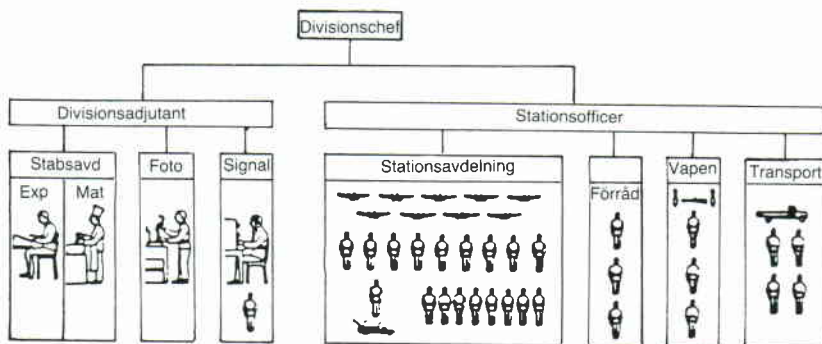 Divisionschef
Divisionsadjutant
Stationsofficer
Stabsavd
Foto
Signal
Stationsavdelning
Förråd
Vapen
Transport
Exp
Mat